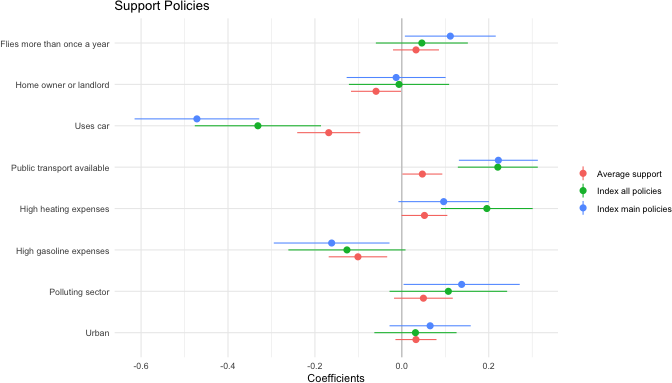 Support Policies
Flies more than once a year
Home owner or landlord
Uses car
Public transport available
High heating expenses
High gasoline expenses
Polluting sector
Urban
-0.6
-0.4
-0.2
0.0
0.2
Coefficients
Average support
Index all policies
Index main policies